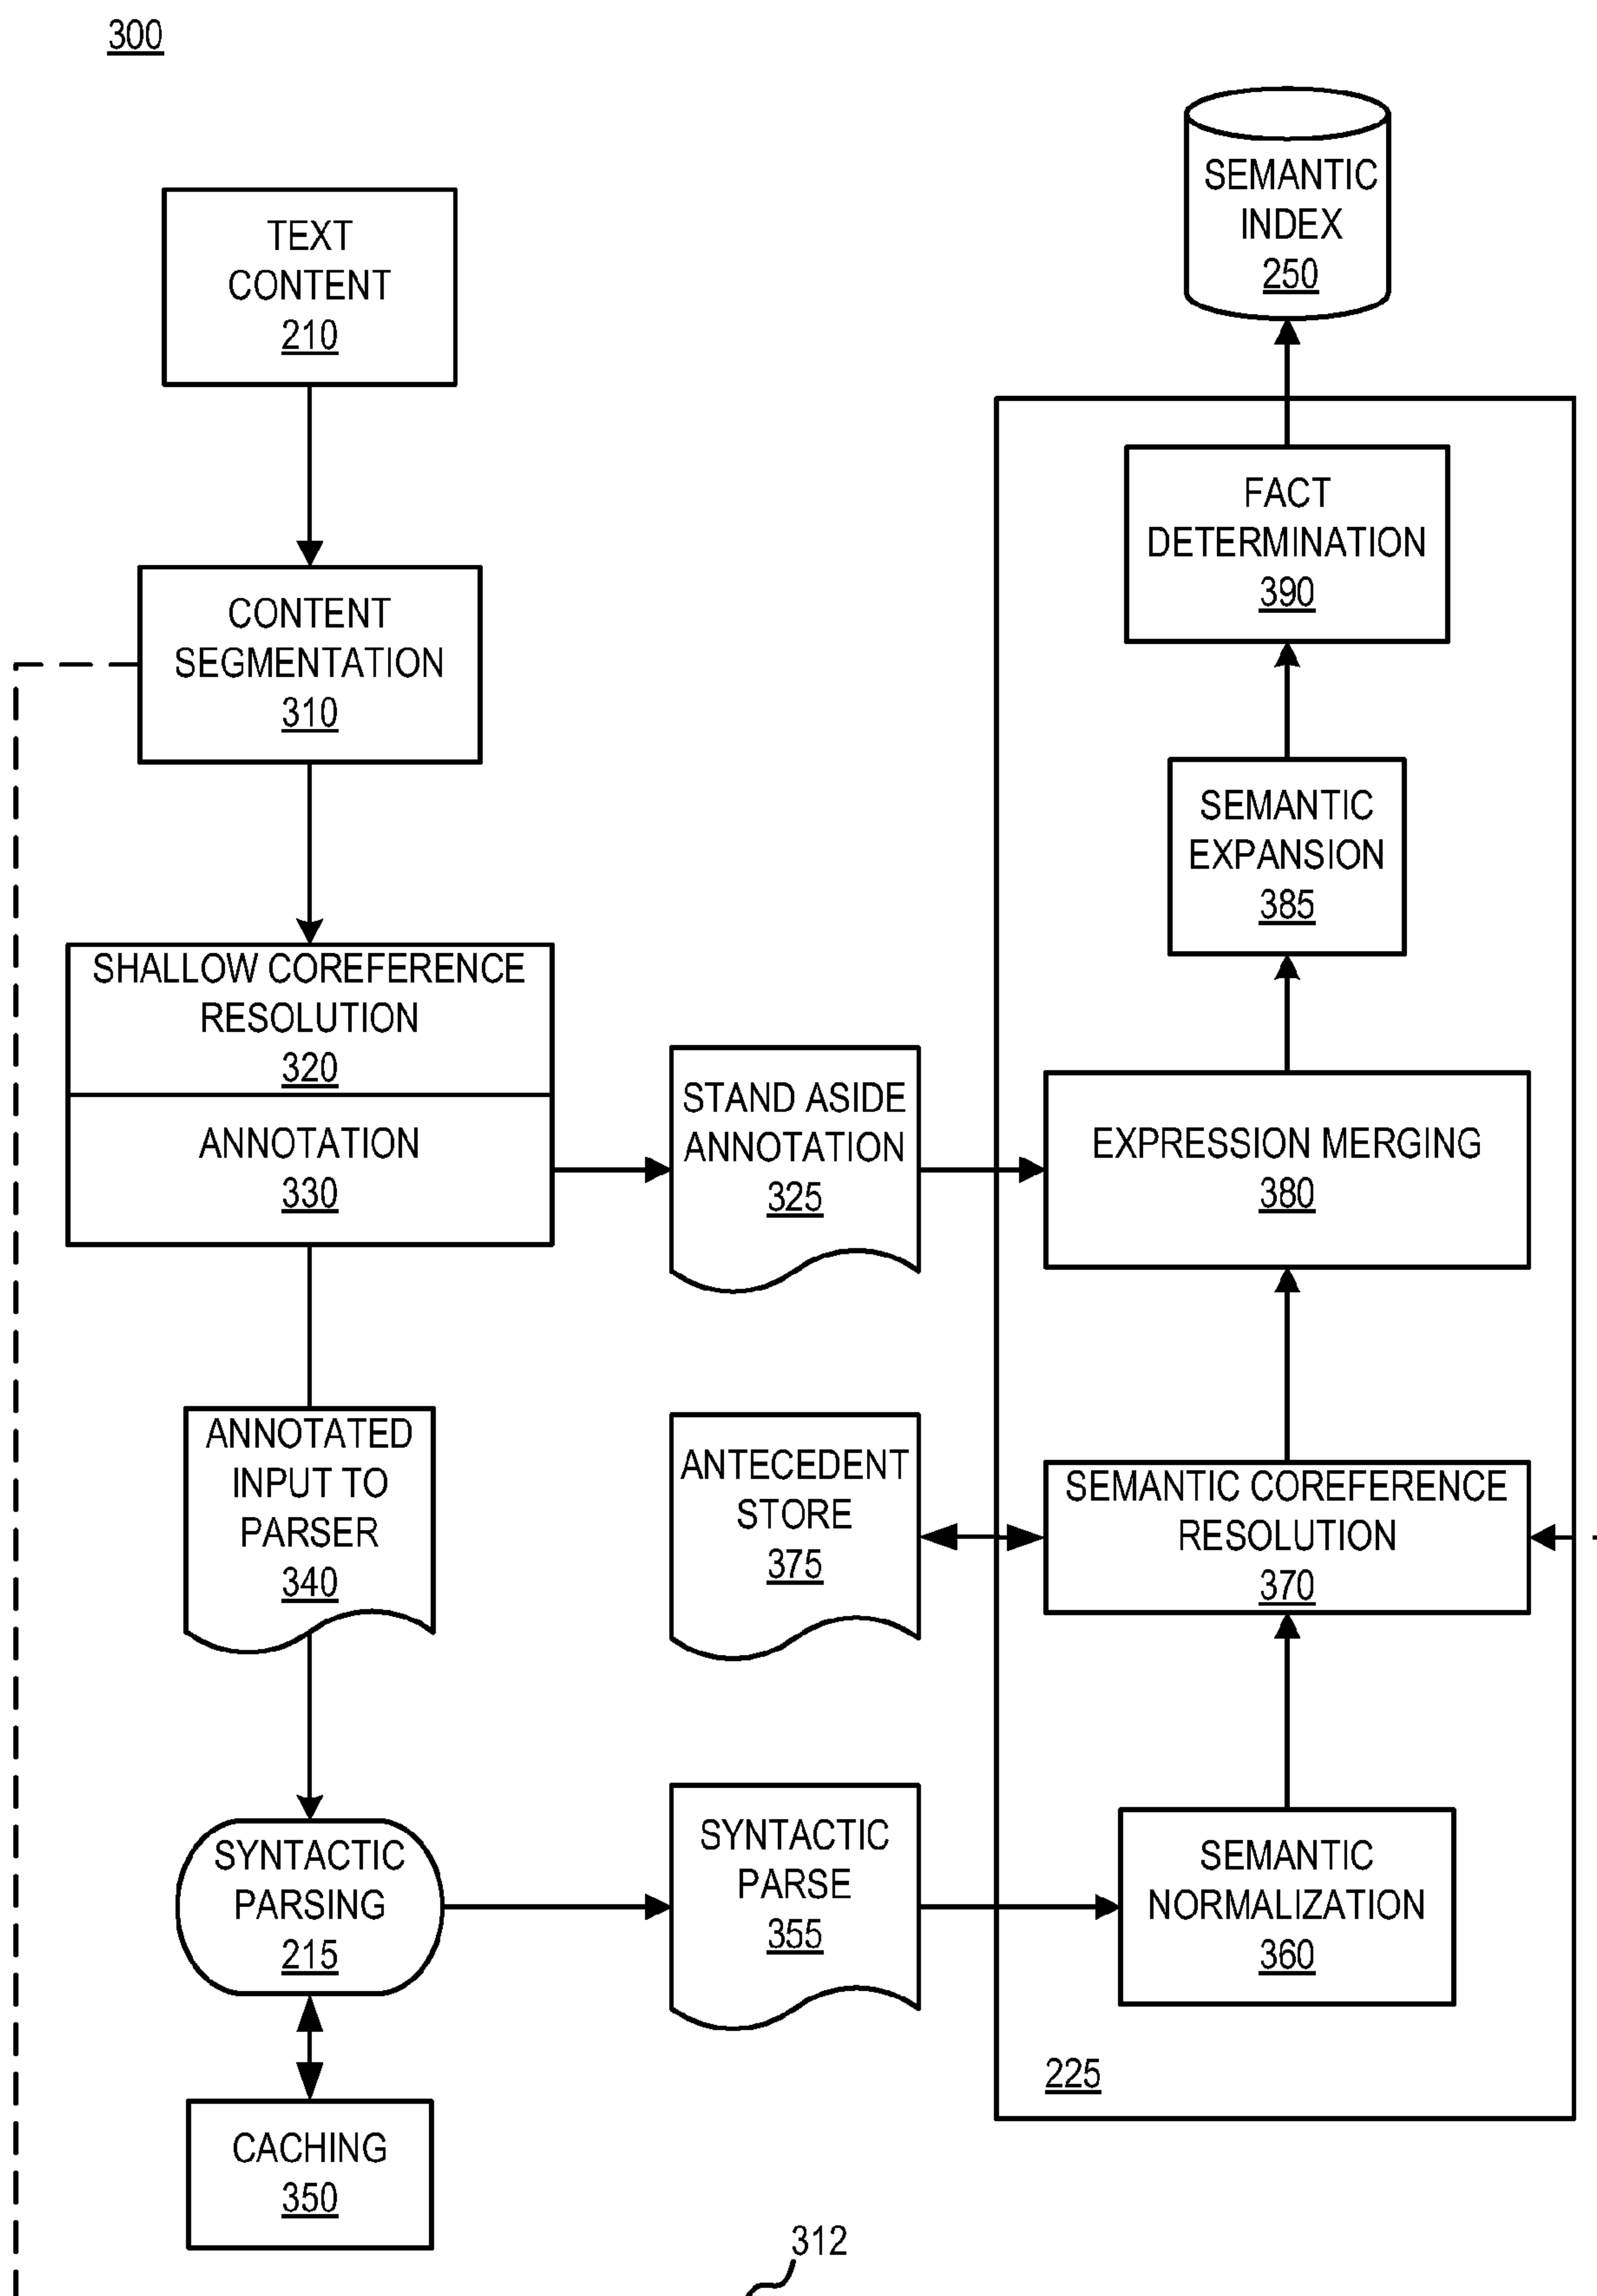 300
TEXT
CONTENT
210
CONTENT
SEGMENTATION
310
SHALLOW COREFERENCE
RESOLUTION
320
ANNOTATION
330
ANNOTATED
INPUT TO
PARSER
340
SYNTACTIC
PARSING
215
CACHING
350
STAND ASIDE
ANNOTATION
325
ANTECEDENT
STORE
375
SYNTACTIC
PARSE
355
SEMANTIC
INDEX
250
FACT
DETERMINATION
390
SEMANTIC
EXPANSION
385
EXPRESSION MERGING
380
SEMANTIC COREFERENCE
RESOLUTION
370
SEMANTIC
NORMALIZATION
360
225
312